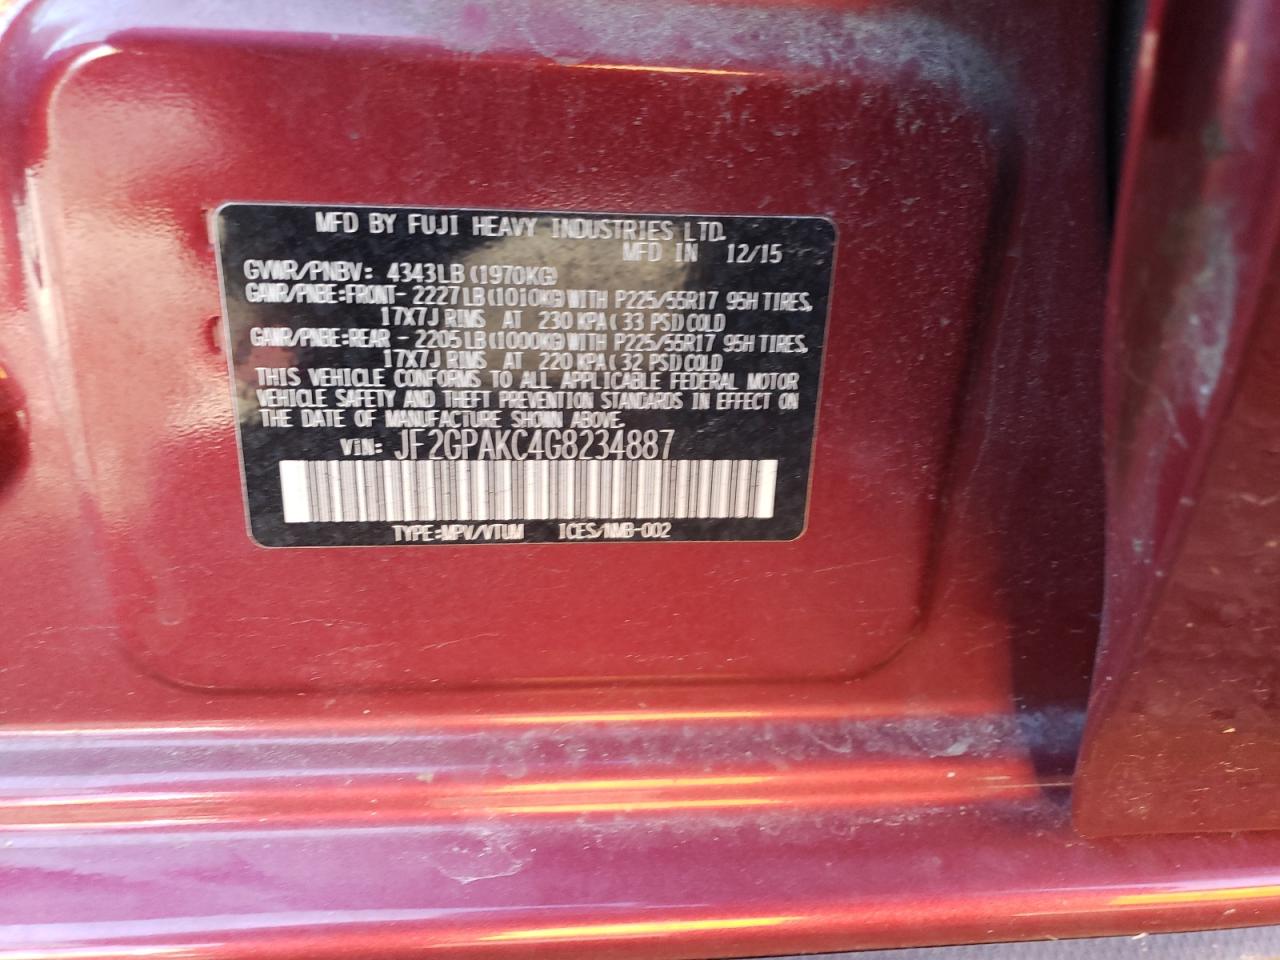 MFD BY FUJI HEAVY INDUSTRIES LTD.
MFD IN 12/15
GVWR/PNBV: 4343LB(1970KG)
GAWR/PNBE:FRONT-2227LB(1010KG)WITH P225/55R17 95H TIRES,
17X7J RIMS AT 230 KPA(33 PSI)COLD
GAWR/PNBE:REAR -2205LB(1000KG)WITH P225/55R17 95H TIRES,
17X7J RIMS AT 220 KPA(32 PSI)COLD
THIS VEHICLE CONFORMS TO ALL APPLICABLE FEDERAL MOTOR
VEHICLE SAFETY AND THEFT PREVENTION STANDARDS IN EFFECT ON
THE DATE OF MANUFACTURE SHOWN ABOVE.
VIN: JF2GPAKC4G8234887
TYPE:MPV/VTUM ICES/NMB-002